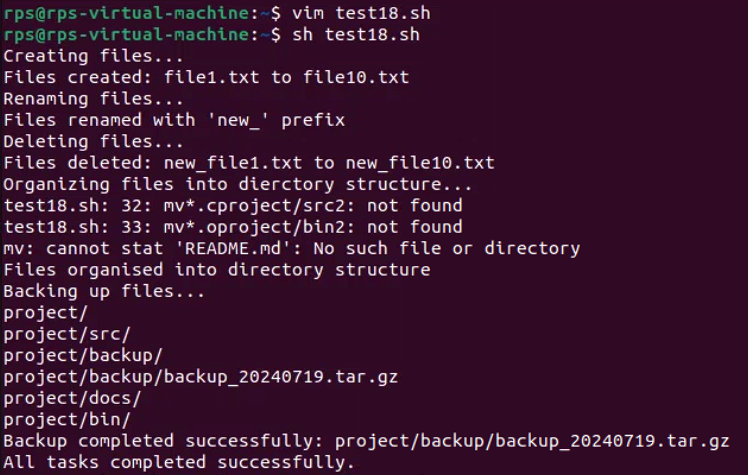 rps@rps-virtual-machine:~$ vim test18.sh
rps@rps-virtual-machine:~$ sh test18.sh
Creating files...
Files created: file1.txt to file10.txt
Renaming files...
Files renamed with 'new_' prefix
Deleting files...
Files deleted: new_file1.txt to new_file10.txt
Organizing files into dierctory structure...
test18.sh: 32: mv*.cproject/src2: not found
test18.sh: 33: mv*.oproject/bin2: not found
mv: cannot stat 'README.md': No such file or directory
Files organised into directory structure
Backing up files...
project/
project/src/
project/backup/
project/backup/backup_20240719.tar.gz
project/docs/
project/bin/
Backup completed successfully: project/backup/backup_20240719.tar.gz
All tasks completed successfully.